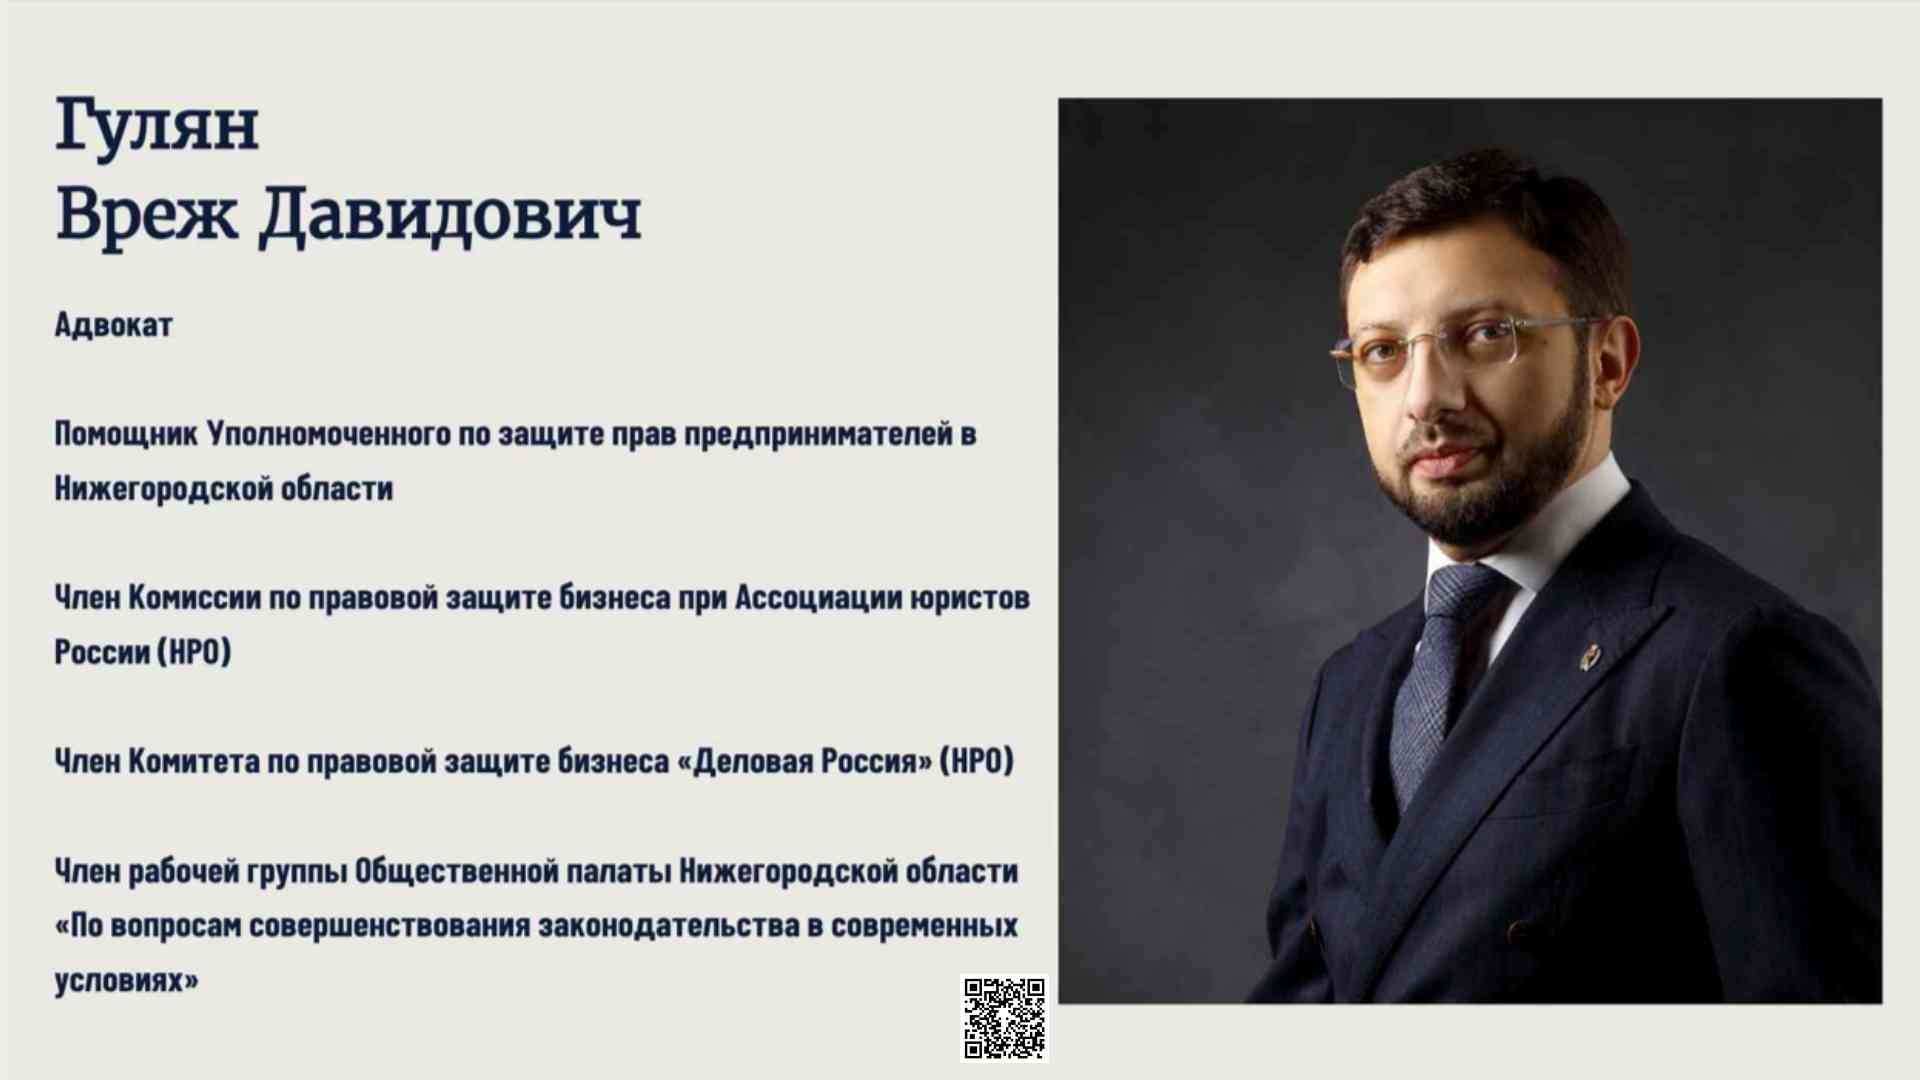 Гулян
Вреж Давидович
Адвокат
Помощник Уполномоченного по защите прав предпринимателей в
Нижегородской области
Член Комиссии по правовой защите бизнеса при Ассоциации юристов
России (НРО)
Член Комитета по правовой защите бизнеса «Деловая Россия» (НРО)
Член рабочей группы Общественной палаты Нижегородской области
«По вопросам совершенствования законодательства в современных
условиях»